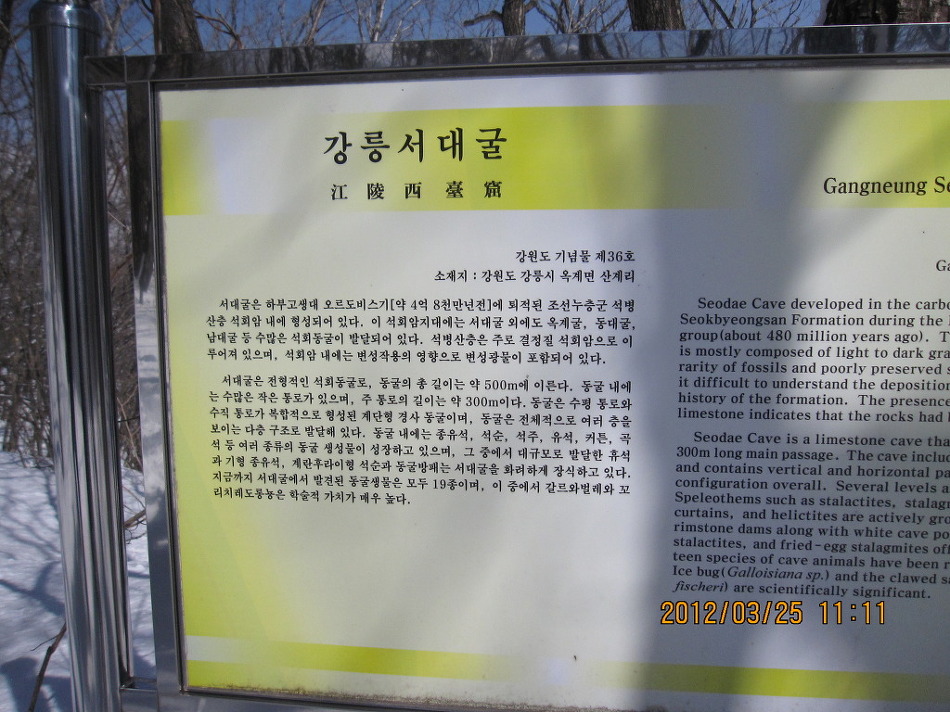 강릉서대굴
江陵西臺窟
강원도 기념물 제36호
소재지 : 강원도 강릉시 옥계면 산계리
서대굴은 하부고생대 오르도비스기[약 4억 8천만년전]에 퇴적된 조선누층군 석병
산층 석회암 내에 형성되어 있다. 이 석회암지대에는 서대굴 외에도 옥계굴, 동대굴,
남대굴 등 수많은 석회동굴이 발달되어 있다. 석병산층은 주로 결정질 석회암으로 이
루어져 있으며, 석회암 내에는 변성작용의 영향으로 변성광물이 포함되어 있다.
서대굴은 전형적인 석회동굴로, 동굴의 총 길이는 약 500m에 이른다. 동굴 내에
는 수많은 작은 통로가 있으며, 주 통로의 길이는 약 300m이다. 동굴은 수평 통로와
수직 통로가 복합적으로 형성된 계단형 경사 동굴이며, 동굴은 전체적으로 여러 층을
보이는 다층 구조로 발달해 있다. 동굴 내에는 종유석, 석순, 석주, 유석, 커튼, 곡
석 등 여러 종류의 동굴 생성물이 성장하고 있으며, 그 중에서 대규모로 발달한 유석
과 기형 종유석, 계란후라이형 석순과 동굴방패는 서대굴을 화려하게 장식하고 있다.
지금까지 서대굴에서 발견된 동굴생물은 모두 19종이며, 이 중에서 갈르와벌레와 꼬
리치레도롱뇽은 학술적 가치가 매우 높다.
Gangneung Se
Ga
Seodae Cave developed in the carbo
Seokbyeongsan Formation during the
group(about 480 million years ago). T
is mostly composed of light to dark gra
rarity of fossils and poorly preserved s
it difficult to understand the deposition
history of the formation. The presence
limestone indicates that the rocks had
Seodae Cave is a limestone cave tha
300m long main passage. The cave includ
and contains vertical and horizontal pa
configuration overall. Several levels a
Speleothems such as stalactites, stalagm
curtains, and helictites are actively gro
rimstone dams along with white cave po
stalactites, and fried-egg stalagmites off
teen species of cave animals have been r
Ice bug(Galloisiana sp.) and the clawed sa
fischeri) are scientifically significant.
2012/03/25 11:11